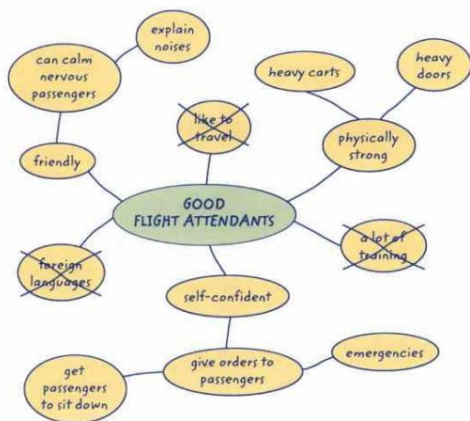 explain
noises
can calm
nervous
passengers
friendly
like to
travel
heavy carts
heavy
doors
physically
strong
GOOD
FLIGHT ATTENDANTS
foreign
languages
a lot of
training
self-confident
give orders to
passengers
get
passengers
to sit down
emergencies